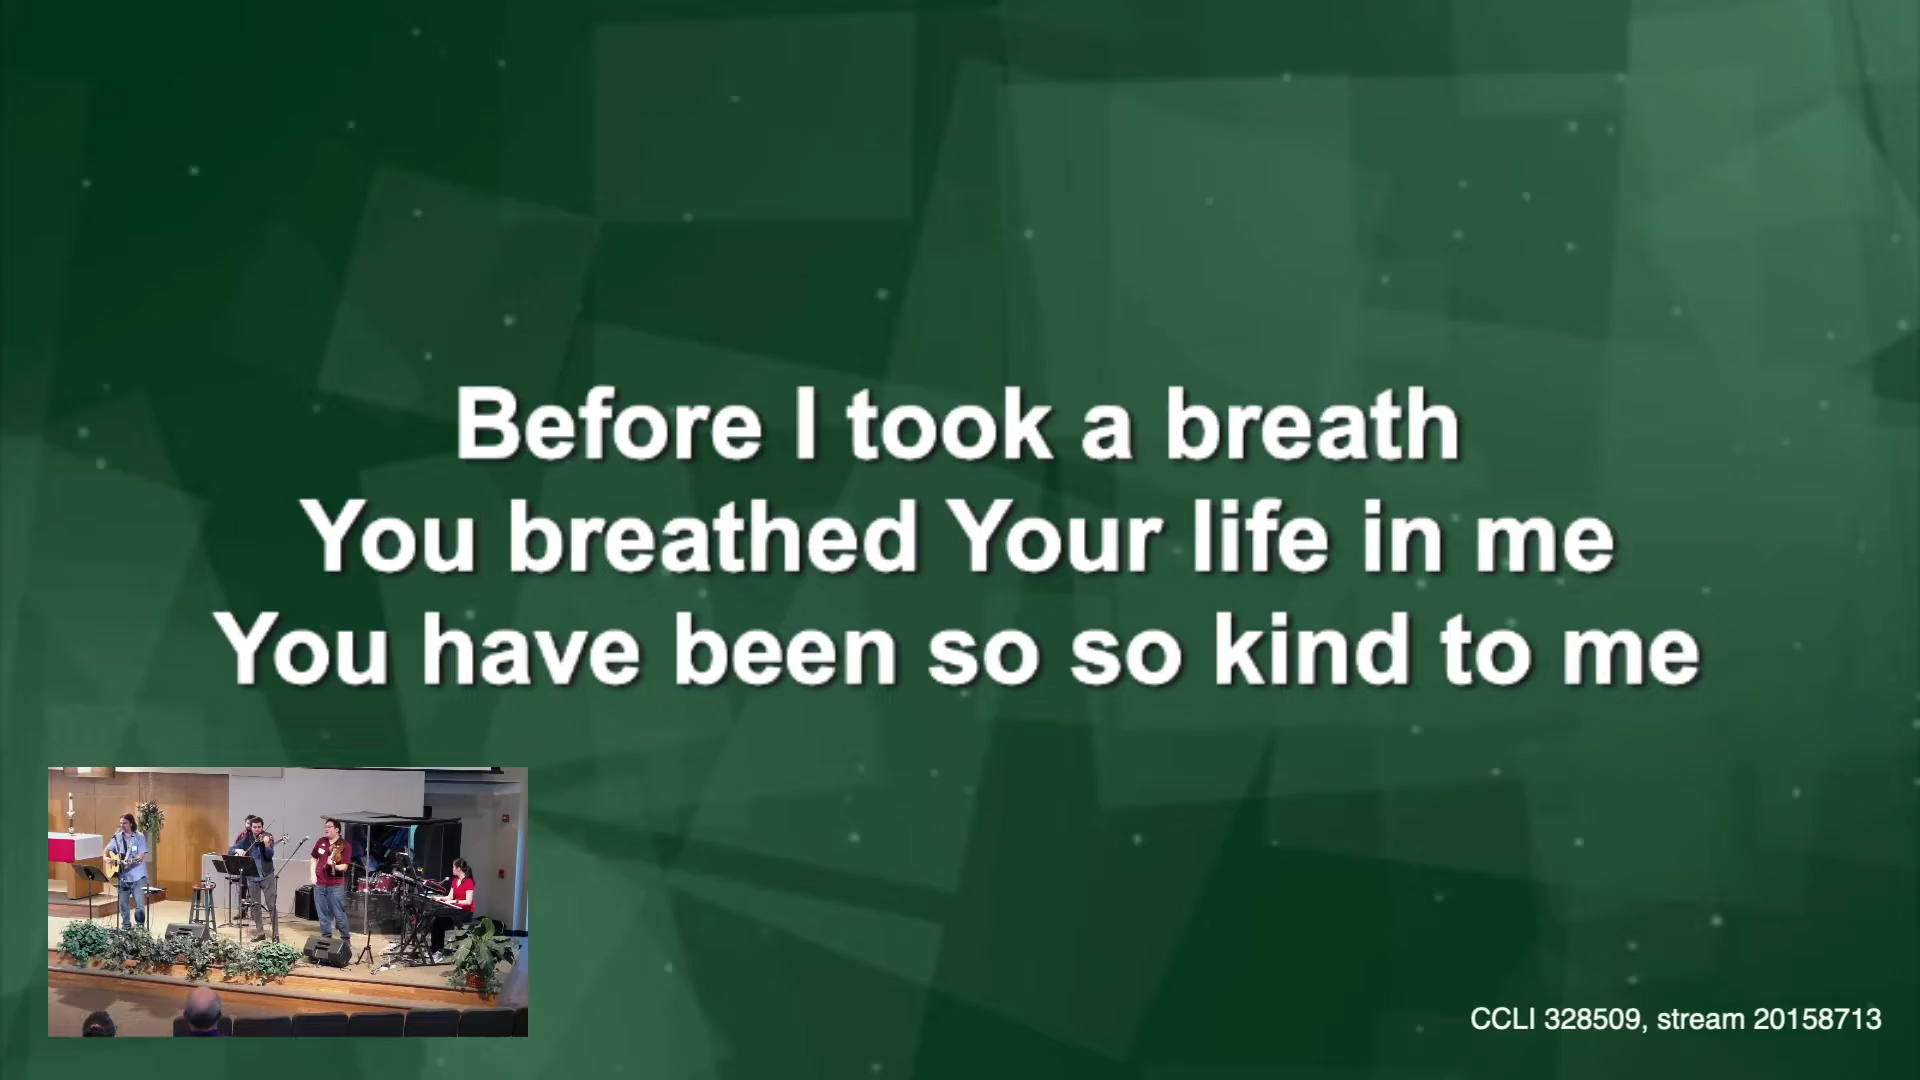 Before I took a breath
You breathed Your life in me
You have been so so kind to me
CCLI 328509, stream 20158713